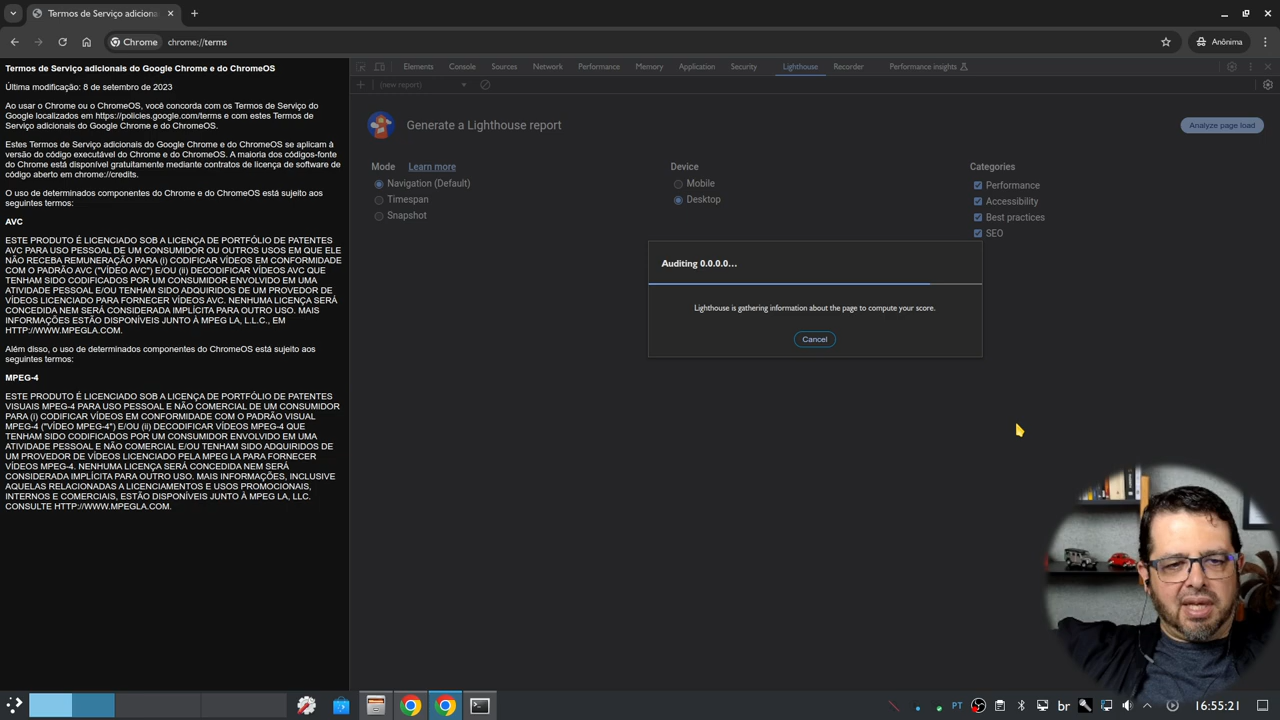 Termos de Serviço adiciona
Chrome
chrome://terms
Anônima
Termos de Serviço adicionais do Google Chrome e do ChromeOS
Última modificação: 8 de setembro de 2023
Ao usar o Chrome ou o ChromeOS, você concorda com os Termos de Serviço do
Google localizados em https://policies.google.com/terms e com estes Termos de
Serviço adicionais do Google Chrome e do ChromeOS.
Estes Termos de Serviço adicionais do Google Chrome e do ChromeOS se aplicam à
versão do código executável do Chrome e do ChromeOS. A maioria dos códigos-fonte
do Chrome está disponível gratuitamente mediante contratos de licença de software de
código aberto em chrome://credits.
O uso de determinados componentes do Chrome e do ChromeOS está sujeito aos
seguintes termos:
AVC
ESTE PRODUTO É LICENCIADO SOB A LICENÇA DE PORTFÓLIO DE PATENTES
AVC PARA USO PESSOAL DE UM CONSUMIDOR OU OUTROS USOS EM QUE ELE
NÃO RECEBA REMUNERAÇÃO PARA (i) CODIFICAR VÍDEOS EM CONFORMIDADE
COM O PADRÃO AVC ("VÍDEO AVC") E/OU (ii) DECODIFICAR VÍDEOS AVC QUE
TENHAM SIDO CODIFICADOS POR UM CONSUMIDOR ENVOLVIDO EM UMA
ATIVIDADE PESSOAL E/OU TENHAM SIDO ADQUIRIDOS DE UM PROVEDOR DE
VÍDEOS LICENCIADO PARA FORNECER VÍDEOS AVC. NENHUMA LICENÇA SERÁ
CONCEDIDA NEM SERÁ CONSIDERADA IMPLÍCITA PARA OUTRO USO. MAIS
INFORMAÇÕES ESTÃO DISPONÍVEIS JUNTO À MPEG LA, L.L.C., EM
HTTP://WWW.MPEGLA.COM.
Além disso, o uso de determinados componentes do ChromeOS está sujeito aos
seguintes termos:
MPEG-4
ESTE PRODUTO É LICENCIADO SOB A LICENÇA DE PORTFÓLIO DE PATENTES
VISUAIS MPEG-4 PARA USO PESSOAL E NÃO COMERCIAL DE UM CONSUMIDOR
PARA (i) CODIFICAR VÍDEOS EM CONFORMIDADE COM O PADRÃO VISUAL
MPEG-4 ("VÍDEO MPEG-4") E/OU (ii) DECODIFICAR VÍDEOS MPEG-4 QUE
TENHAM SIDO CODIFICADOS POR UM CONSUMIDOR ENVOLVIDO EM UMA
ATIVIDADE PESSOAL E NÃO COMERCIAL E/OU TENHAM SIDO ADQUIRIDOS DE
UM PROVEDOR DE VÍDEOS LICENCIADO PELA MPEG LA PARA FORNECER
VÍDEOS MPEG-4. NENHUMA LICENÇA SERÁ CONCEDIDA NEM SERÁ
CONSIDERADA IMPLÍCITA PARA OUTRO USO. MAIS INFORMAÇÕES, INCLUSIVE
AQUELAS RELACIONADAS A LICENCIAMENTOS E USOS PROMOCIONAIS,
INTERNOS E COMERCIAIS, ESTÃO DISPONÍVEIS JUNTO À MPEG LA, LLC.
CONSULTE HTTP://WWW.MPEGLA.COM.
Elements Console Sources Network Performance Memory Application Security Lighthouse Recorder Performance insights
(new report)
Generate a Lighthouse report
Analyze page load
Mode Learn more
Navigation (Default)
Timespan
Snapshot
Device
Mobile
Desktop
Categories
Performance
Accessibility
Best practices
SEO
Auditing 0.0.0.0...
Lighthouse is gathering information about the page to compute your score.
Cancel
PT
br
16:55:21